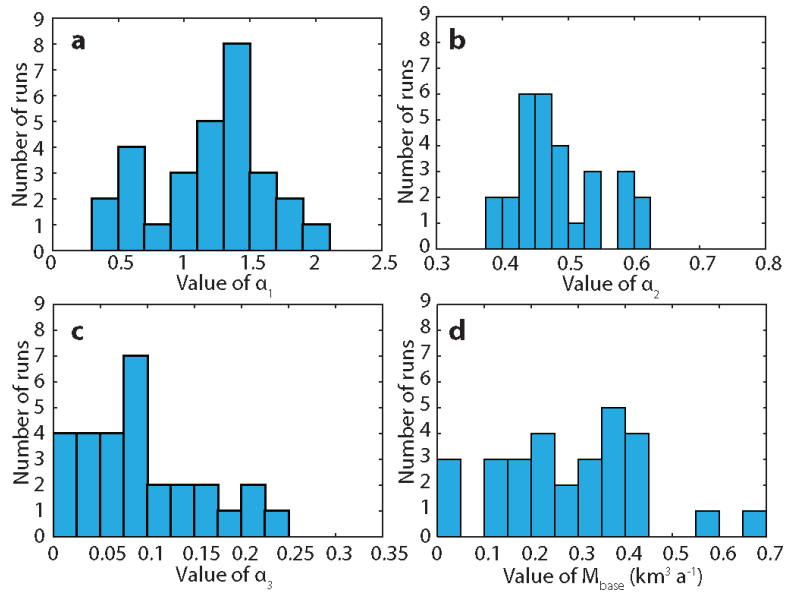 a
Number of runs
9
8
7
6
5
4
3
2
1
0
0 0.5 1 1.5 2 2.5
Value of α₁
b
Number of runs
9
8
7
6
5
4
3
2
1
0
0.3 0.4 0.5 0.6 0.7 0.8
Value of α₂
c
Number of runs
9
8
7
6
5
4
3
2
1
0
0 0.05 0.1 0.15 0.2 0.25 0.3 0.35
Value of α₃
d
Number of runs
9
8
7
6
5
4
3
2
1
0
0 0.1 0.2 0.3 0.4 0.5 0.6 0.7
Value of M_base (km³ a⁻¹)